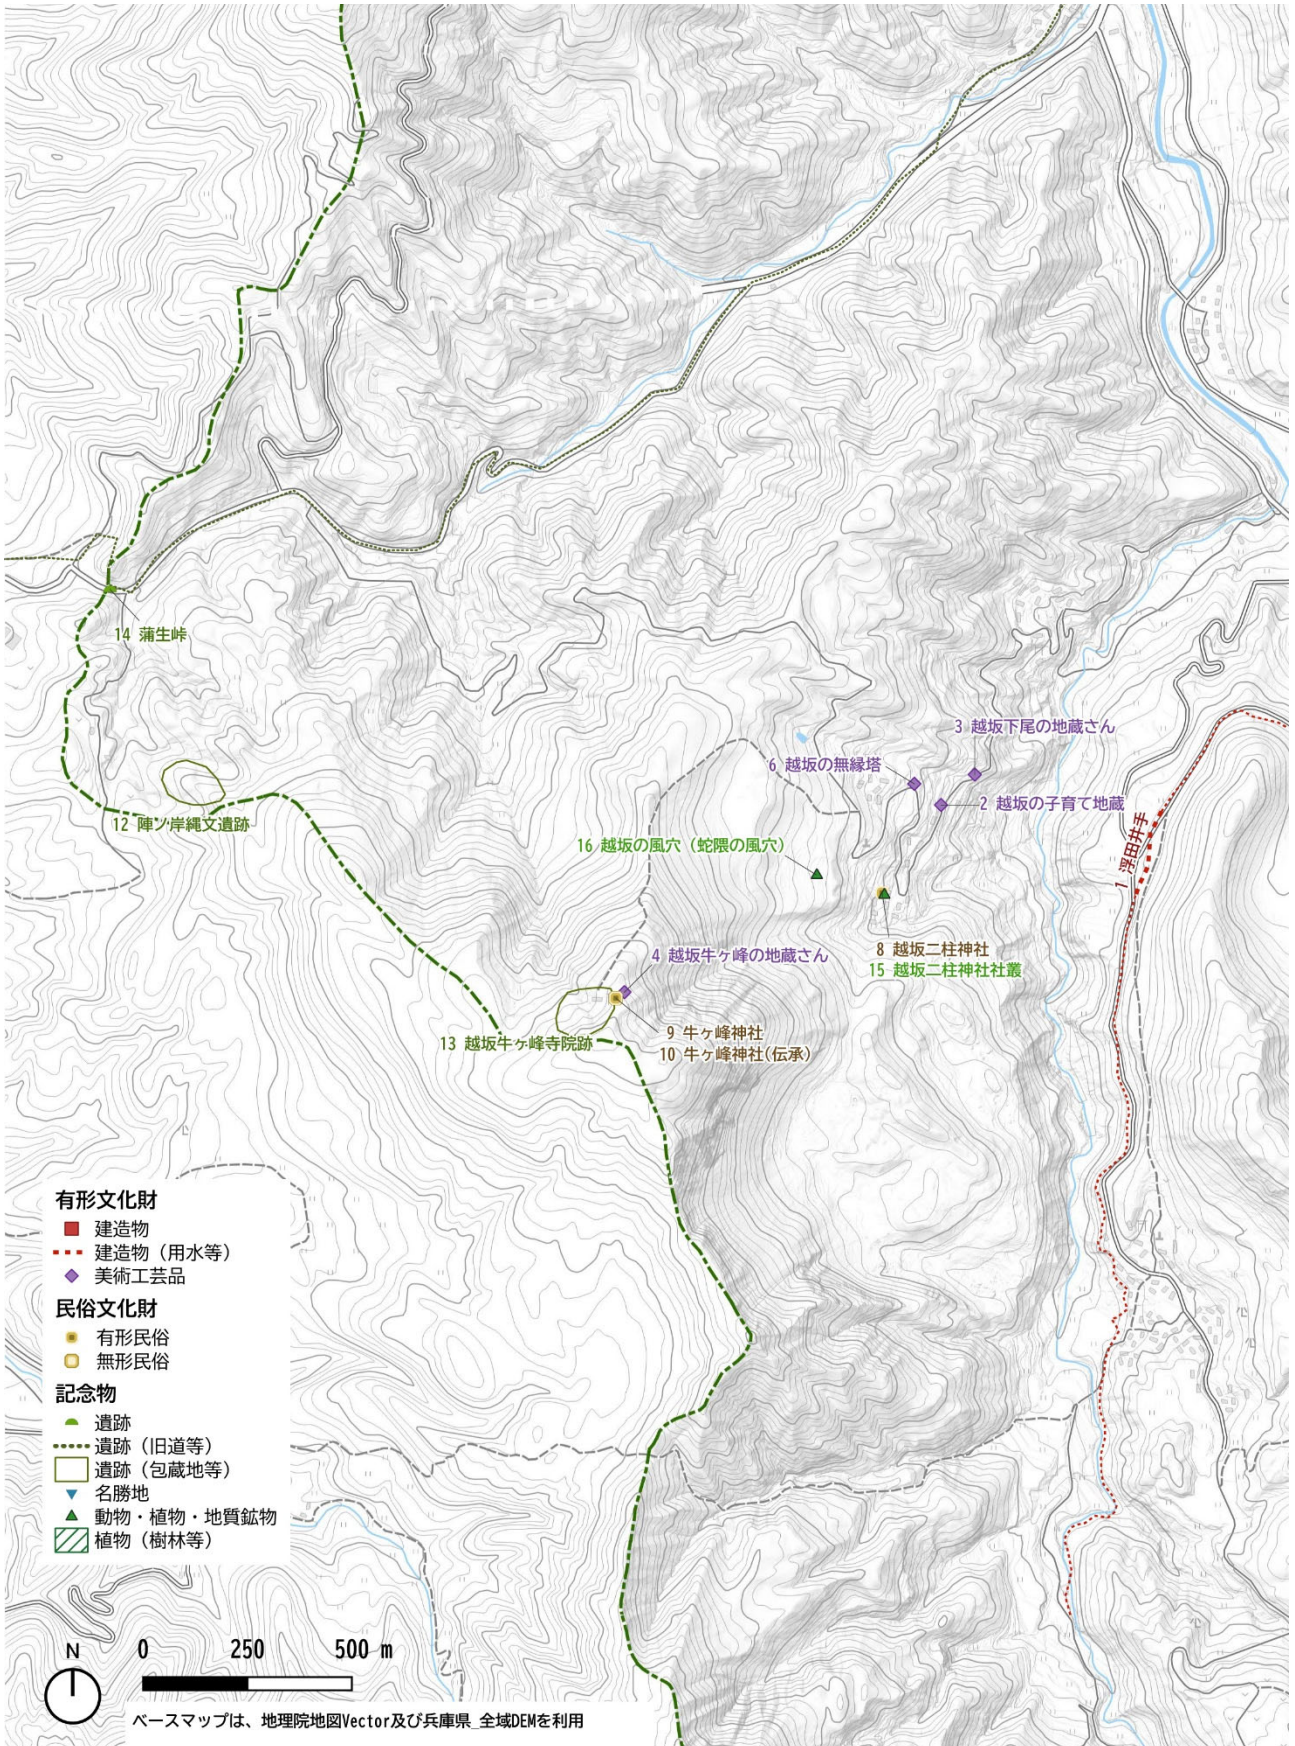 14 蒲生峠
3 越坂下尾の地蔵さん
6 越坂の無縁塔
2 越坂の子育て地蔵
12 陣ノ岸縄文遺跡
1 浮田井手
16 越坂の風穴（蛇隈の風穴）
8 越坂二柱神社
15 越坂二柱神社社叢
4 越坂牛ヶ峰の地蔵さん
9 牛ヶ峰神社
10 牛ヶ峰神社(伝承)
13 越坂牛ヶ峰寺院跡
有形文化財
建造物
建造物（用水等）
美術工芸品
民俗文化財
有形民俗
無形民俗
記念物
遺跡
遺跡（旧道等）
遺跡（包蔵地等）
名勝地
動物・植物・地質鉱物
植物（樹林等）
N
0 250 500 m
ベースマップは、地理院地図Vector及び兵庫県_全域DEMを利用